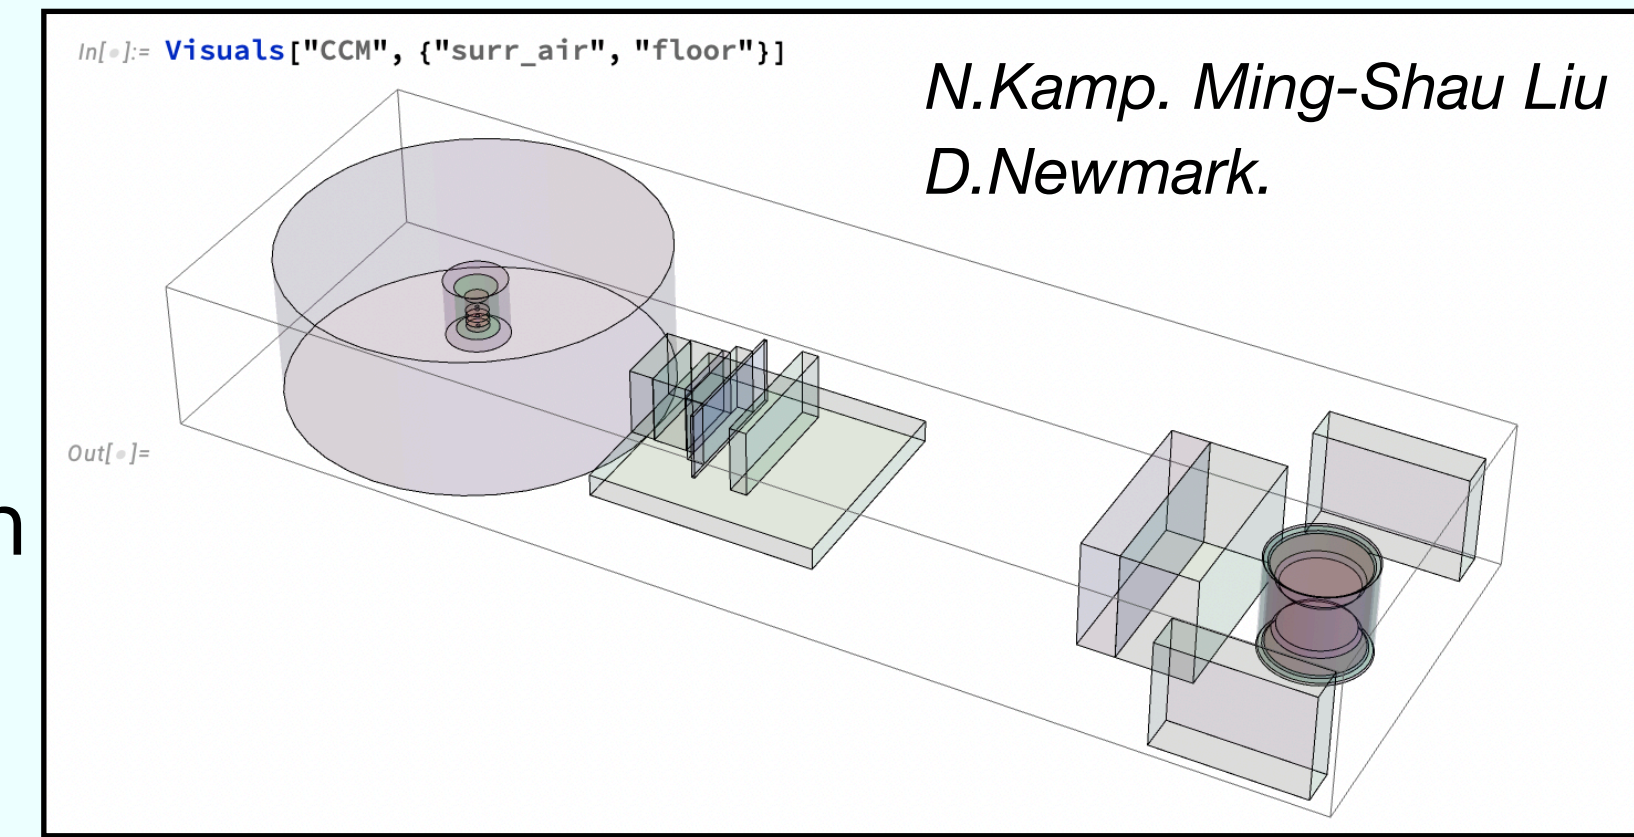 In[•]:= Visuals["CCM", {"surr_air", "floor"}]
N.Kamp. Ming-Shau Liu
D.Newmark.
Out[•]=
n